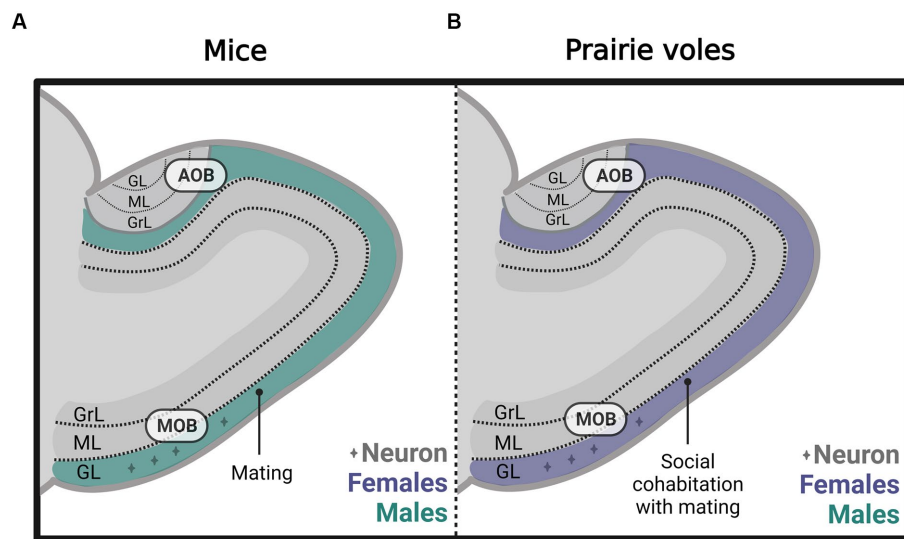 A
Mice
GL
ML
GrL
AOB
GrL
ML
GL
MOB
Mating
Neuron
Females
Males
B
Prairie voles
GL
ML
GrL
AOB
GrL
ML
GL
MOB
Social
cohabitation
with mating
Neuron
Females
Males